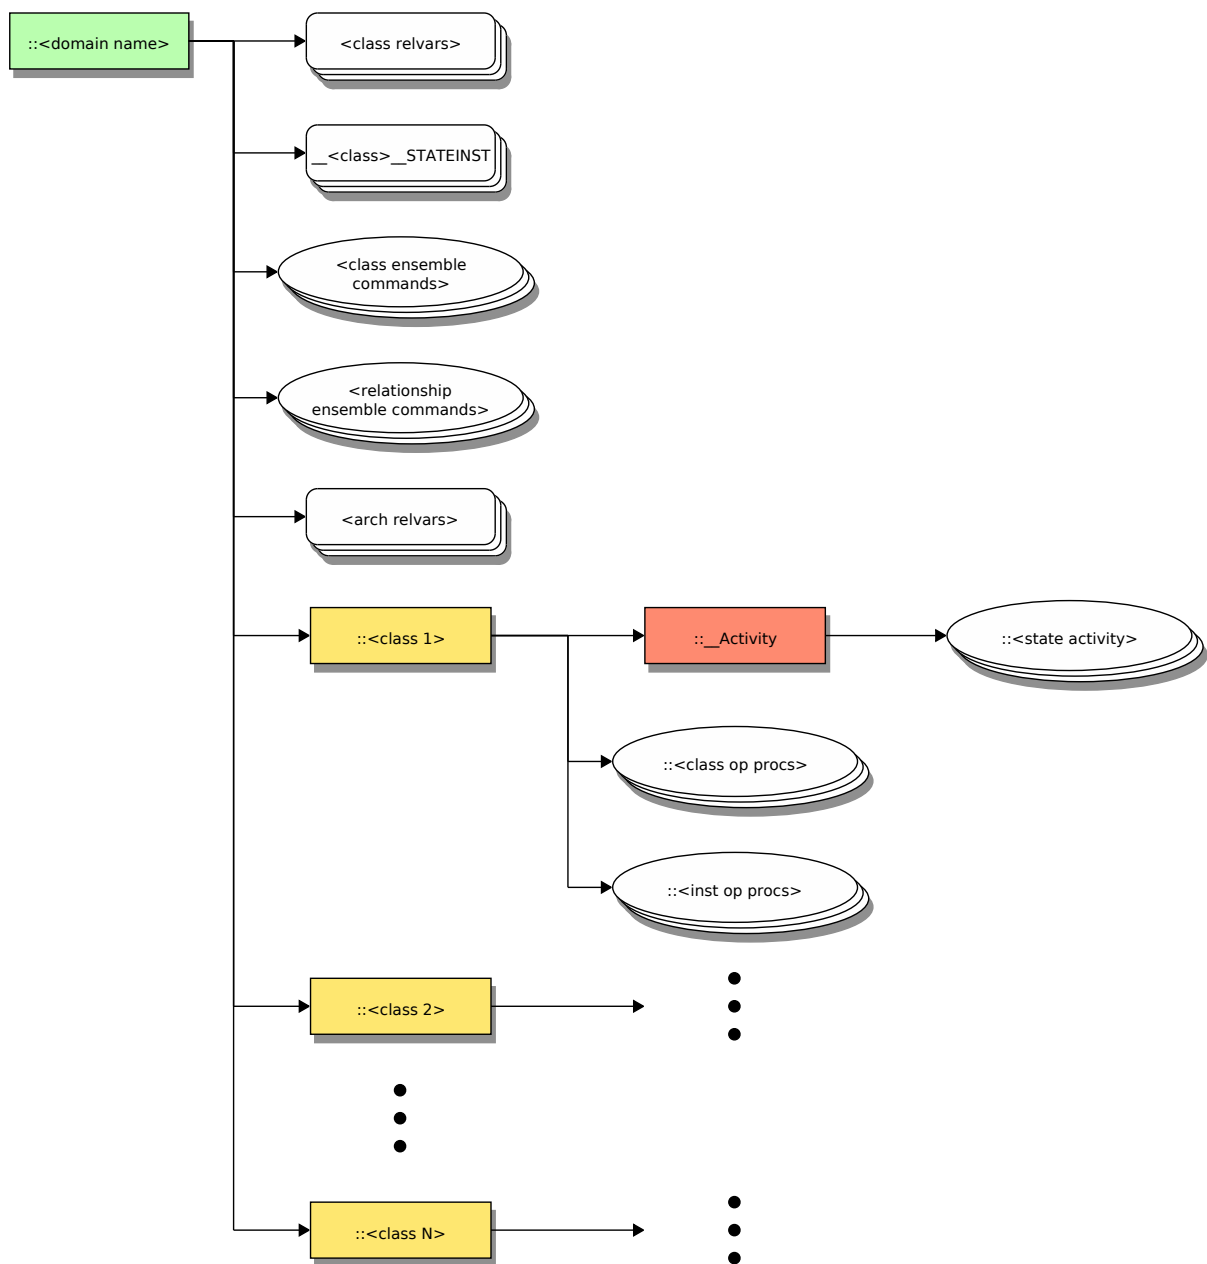 ::<domain name>
<class relvars>
__<class>__STATEINST
<class ensemble
commands>
<relationship
ensemble commands>
<arch relvars>
::<class 1>
::__Activity
::<state activity>
::<class op procs>
::<inst op procs>
::<class 2>
::<class N>